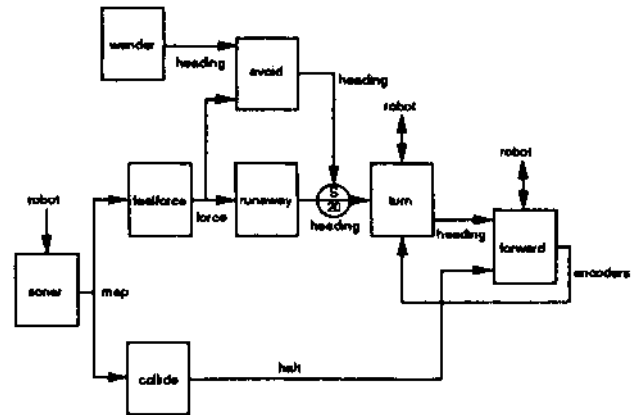 wander
heading
avoid
heading
robot
robot
robot
feelforce
force
runaway
S
20
heading
turn
heading
forward
sonar
map
encoders
collide
halt